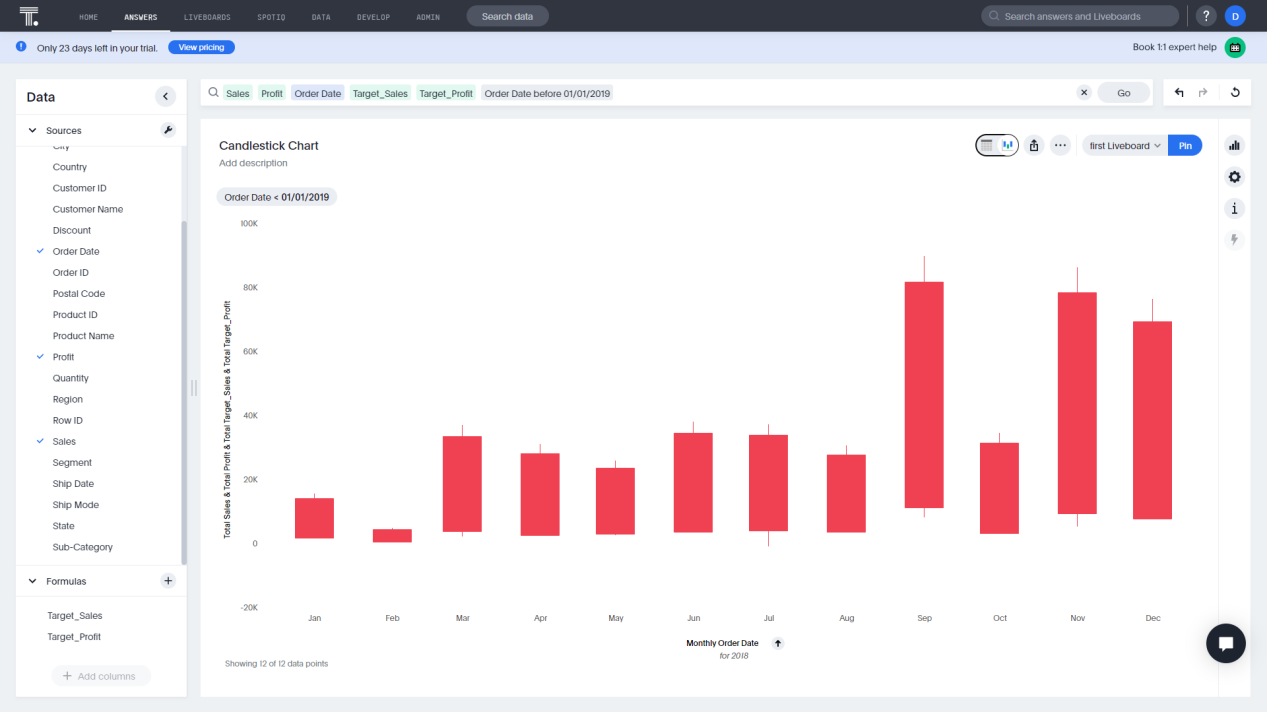 T.
HOME ANSWERS LIVEBOARDS SPOTIQ DATA DEVELOP ADMIN Search data Search answers and Liveboards ? D
Only 23 days left in your trial. View pricing Book 1:1 expert help
Data
Sales Profit Order Date Target_Sales Target_Profit Order Date before 01/01/2019 Go
Sources
City
Country
Customer ID
Customer Name
Discount
Order Date
Order ID
Postal Code
Product ID
Product Name
Profit
Quantity
Region
Row ID
Sales
Segment
Ship Date
Ship Mode
State
Sub-Category
Formulas
Target_Sales
Target_Profit
Add columns
Candlestick Chart
Add description
first Liveboard Pin
Order Date < 01/01/2019
Total Sales & Total Profit & Total Target_Sales & Total Target_Profit
100K
80K
60K
40K
20K
0
-20K
Jan Feb Mar Apr May Jun Jul Aug Sep Oct Nov Dec
Monthly Order Date
for 2018
Showing 12 of 12 data points